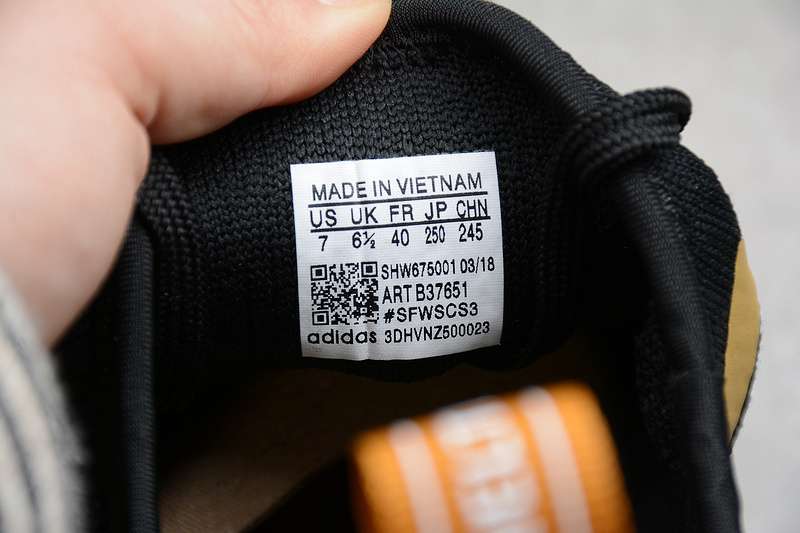 MADE IN VIETNAM
US UK FR JP CHN
7 6½ 40 250 245
SHW675001 03/18
ART B37651
#SFWSCS3
adidas 3DHVNZ500023